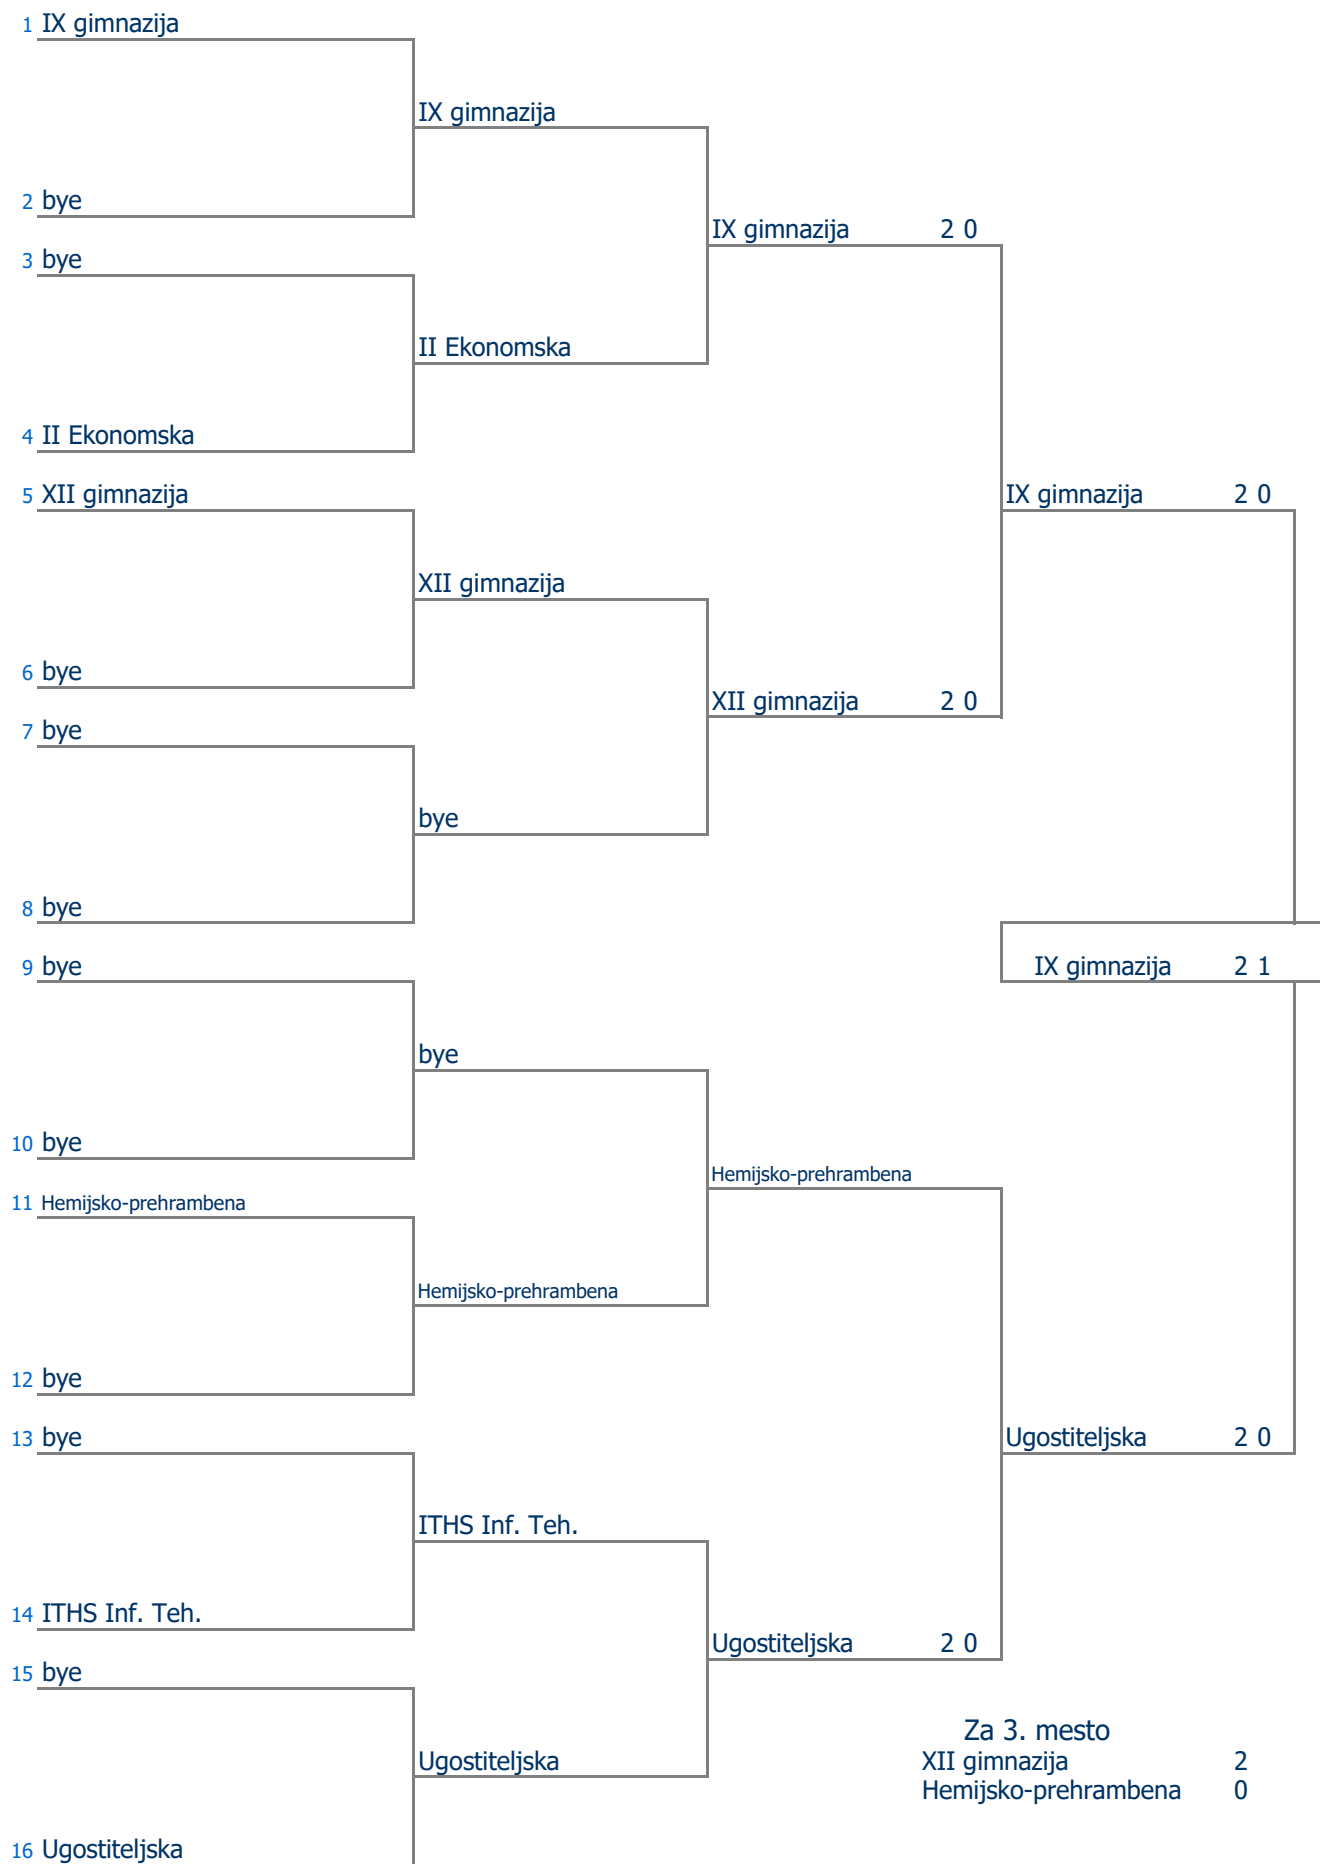 1 IX gimnazija
IX gimnazija
2 bye
IX gimnazija 2 0
3 bye
II Ekonomska
4 II Ekonomska
5 XII gimnazija
IX gimnazija 2 0
XII gimnazija
6 bye
XII gimnazija 2 0
7 bye
bye
8 bye
9 bye
IX gimnazija 2 1
bye
10 bye
Hemijsko-prehrambena
11 Hemijsko-prehrambena
Hemijsko-prehrambena
12 bye
13 bye
Ugostiteljska 2 0
ITHS Inf. Teh.
14 ITHS Inf. Teh.
Ugostiteljska 2 0
15 bye
Za 3. mesto
Ugostiteljska
XII gimnazija 2
Hemijsko-prehrambena 0
16 Ugostiteljska